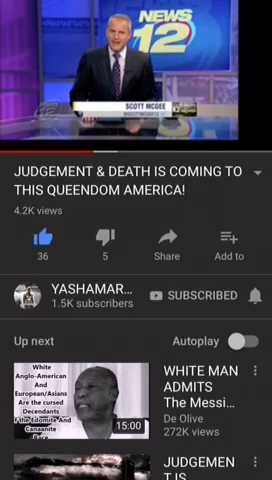 NEWS
12
SCOTT MCGEE
JUDGEMENT & DEATH IS COMING TO
THIS QUEENDOM AMERICA!
4.2K views
36
5
Share
Add to
YASHAMAR...
1.5K subscribers
SUBSCRIBED
Up next
Autoplay
White
Anglo-American
And
European/Asians
Are the cursed
Decendants
f the Edomite And
Canaanite
Race
15:00
WHITE MAN
ADMITS
The Messi...
De Olive
272K views
JUDGEMEN
T IS